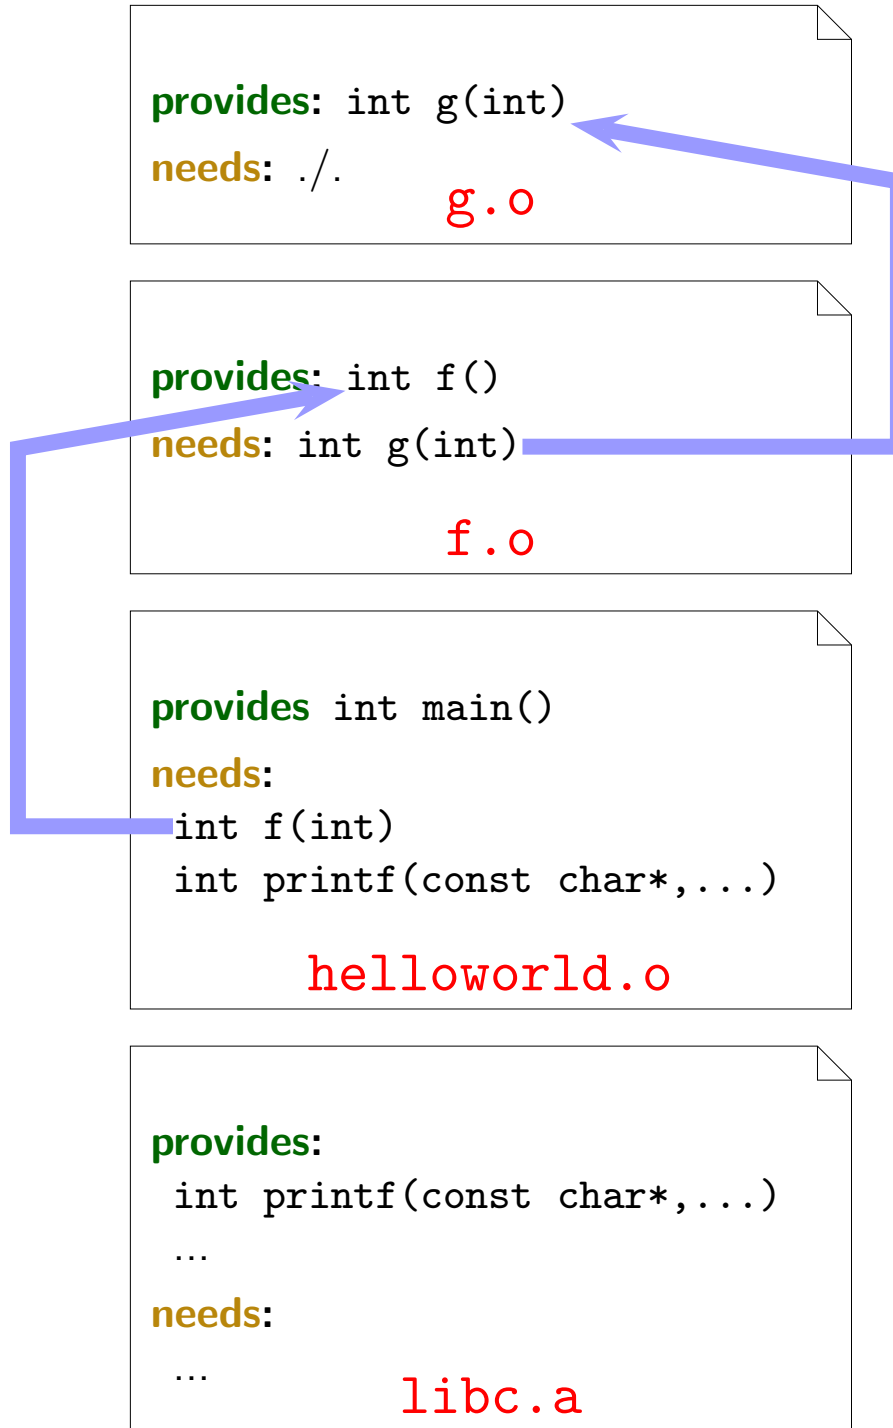 provides: int g(int)
needs: ./.
g.o
provides: int f()
needs: int g(int)
f.o
provides int main()
needs:
int f(int)
int printf(const char*,...)
helloworld.o
provides:
int printf(const char*,...)
...
needs:
...
libc.a